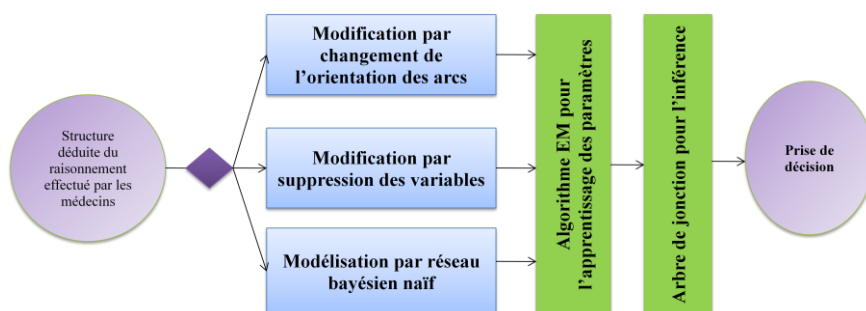 Structure
déduite du
raisonnement
effectué par les
médecins
Modification par
changement de
l'orientation des arcs
Modification par
suppression des variables
Modélisation par réseau
bayésien naïf
Algorithme EM pour
l'apprentissage des paramètres
Arbre de jonction pour l'inférence
Prise de
décision